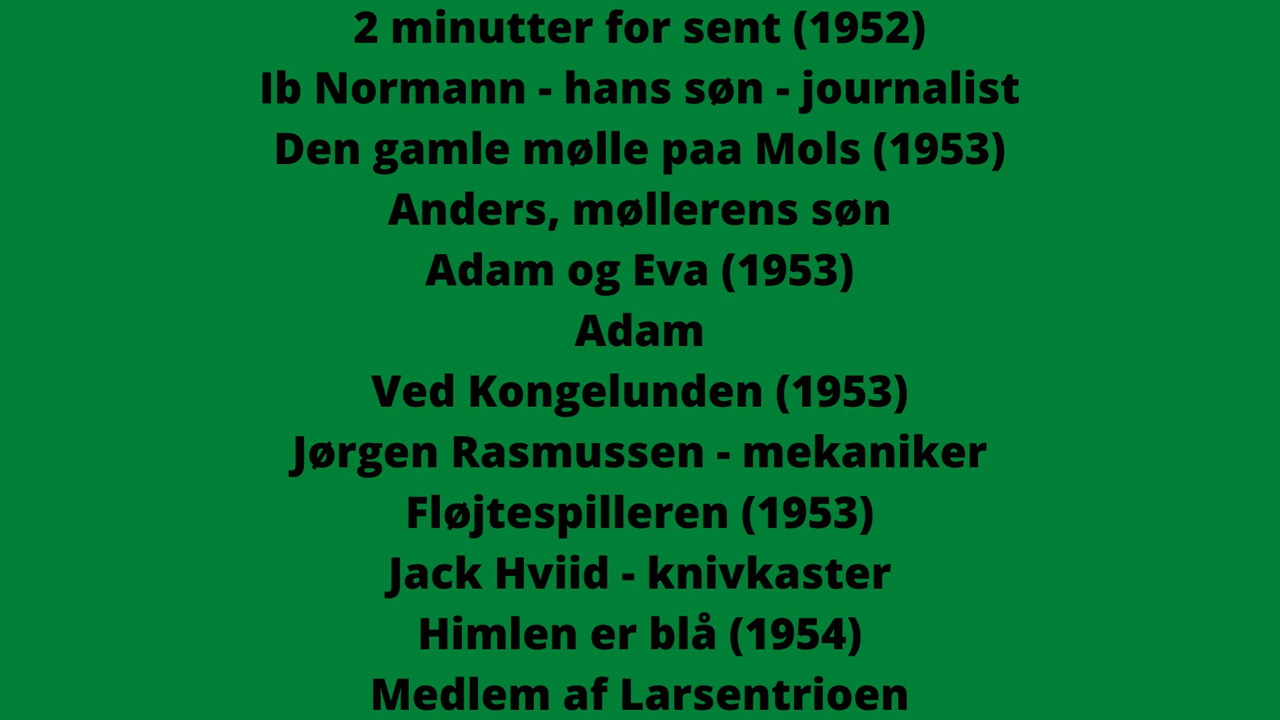 2 minutter for sent (1952)
Ib Normann - hans søn - journalist
Den gamle mølle paa Mols (1953)
Anders, møllerens søn
Adam og Eva (1953)
Adam
Ved Kongelunden (1953)
Jørgen Rasmussen - mekaniker
Fløjtespilleren (1953)
Jack Hviid - knivkaster
Himlen er blå (1954)
Medlem af Larsentrioen